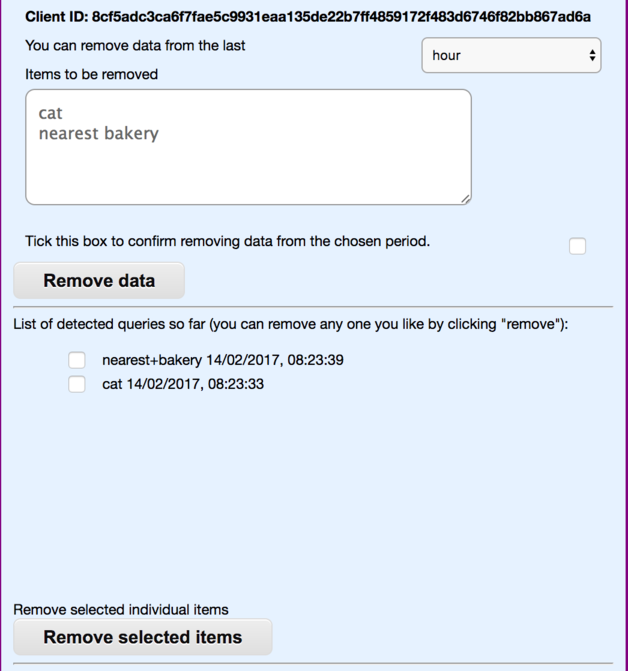 Client ID: 8cf5adc3ca6f7fae5c9931eaa135de22b7ff4859172f483d6746f82bb867ad6a
You can remove data from the last
hour
Items to be removed
cat
nearest bakery
Tick this box to confirm removing data from the chosen period.
Remove data
List of detected queries so far (you can remove any one you like by clicking "remove"):
nearest+bakery 14/02/2017, 08:23:39
cat 14/02/2017, 08:23:33
Remove selected individual items
Remove selected items